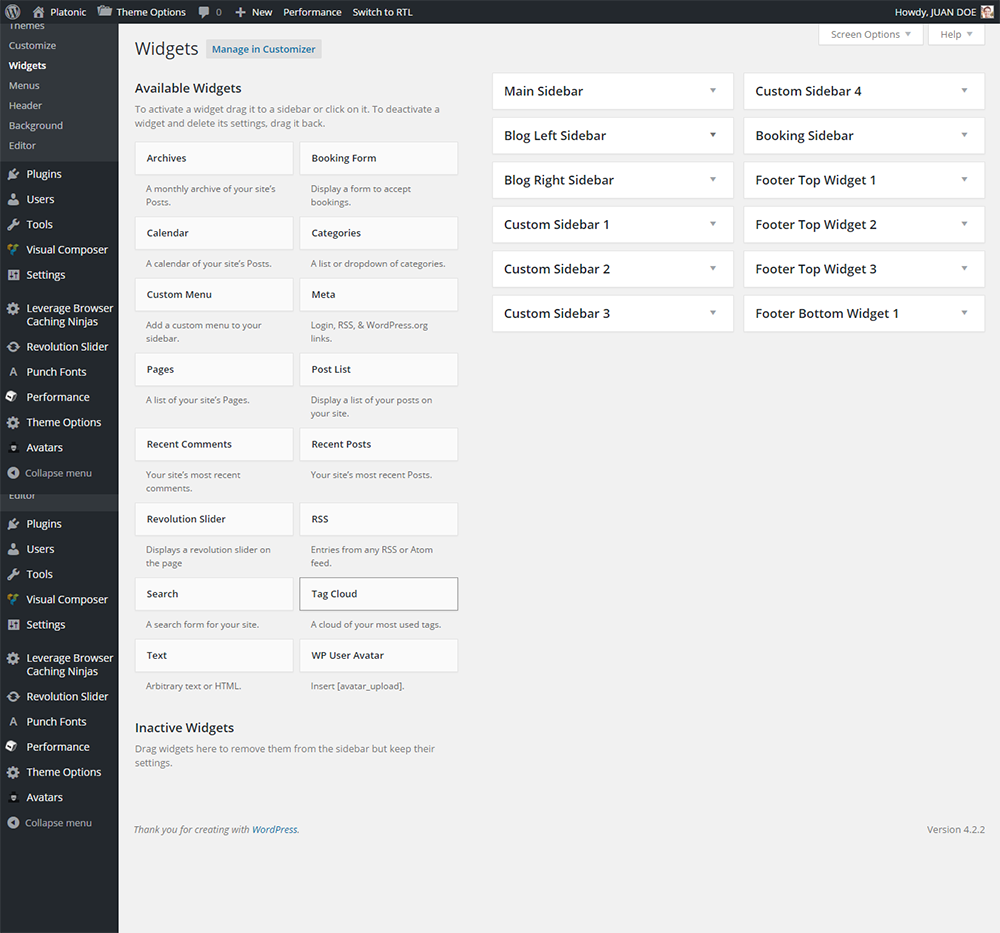 Platonic
Theme Options
0
New
Performance
Switch to RTL
Howdy, JUAN DOE
Themes
Customize
Widgets
Menus
Header
Background
Editor
Plugins
Users
Tools
Visual Composer
Settings
Leverage Browser
Caching Ninjas
Revolution Slider
Punch Fonts
Performance
Theme Options
Avatars
Collapse menu
Editor
Plugins
Users
Tools
Visual Composer
Settings
Leverage Browser
Caching Ninjas
Revolution Slider
Punch Fonts
Performance
Theme Options
Avatars
Collapse menu
Screen Options
Help
Widgets
Manage in Customizer
Available Widgets
To activate a widget drag it to a sidebar or click on it. To deactivate a
widget and delete its settings, drag it back.
Archives
A monthly archive of your site's
Posts.
Booking Form
Display a form to accept
bookings.
Calendar
A calendar of your site's Posts.
Categories
A list or dropdown of categories.
Custom Menu
Add a custom menu to your
sidebar.
Meta
Login, RSS, & WordPress.org
links.
Pages
A list of your site's Pages.
Post List
Display a list of your posts on
your site.
Recent Comments
Your site's most recent
comments.
Recent Posts
Your site's most recent Posts.
Revolution Slider
Displays a revolution slider on
the page
RSS
Entries from any RSS or Atom
feed.
Search
A search form for your site.
Tag Cloud
A cloud of your most used tags.
Text
Arbitrary text or HTML.
WP User Avatar
Insert [avatar_upload].
Inactive Widgets
Drag widgets here to remove them from the sidebar but keep their
settings.
Main Sidebar
Blog Left Sidebar
Blog Right Sidebar
Custom Sidebar 1
Custom Sidebar 2
Custom Sidebar 3
Custom Sidebar 4
Booking Sidebar
Footer Top Widget 1
Footer Top Widget 2
Footer Top Widget 3
Footer Bottom Widget 1
Thank you for creating with WordPress.
Version 4.2.2